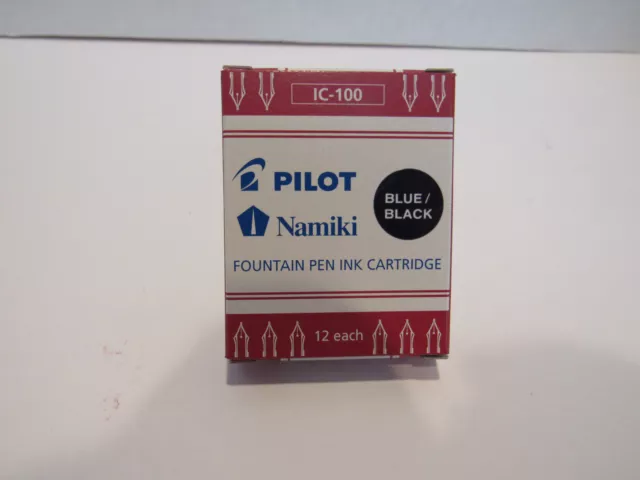 IC-100
PILOT
Namiki
BLUE/
BLACK
FOUNTAIN PEN INK CARTRIDGE
12 each